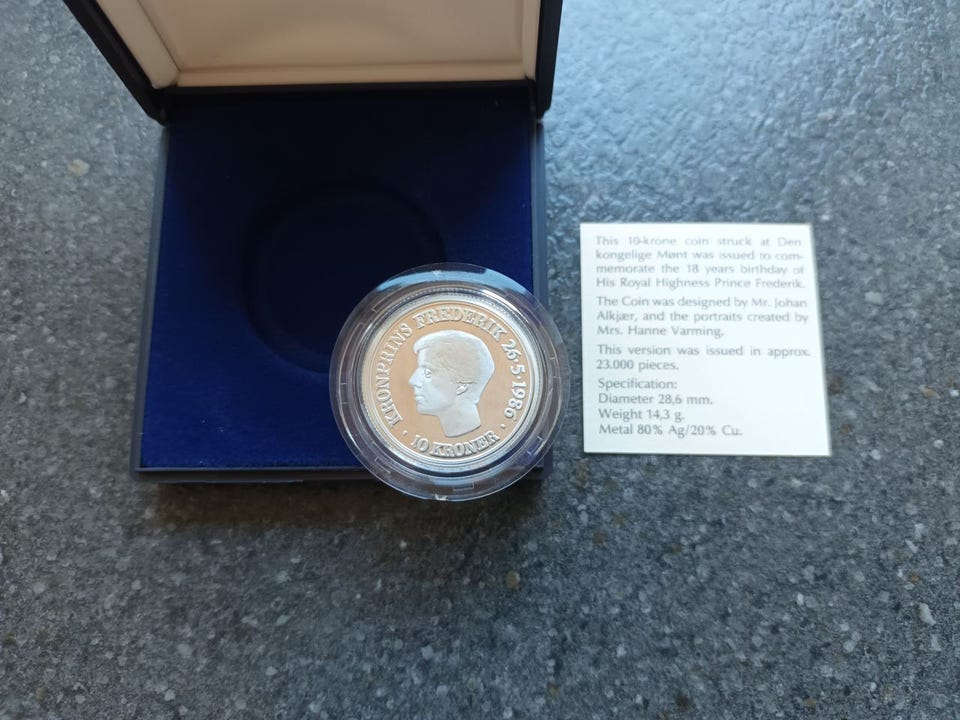 KRONPRINS FREDERIK 26·5·1986
· 10 KRONER ·
This 10-krone coin struck at Den
kongelige Mønt was issued to com-
memorate the 18 years birthday of
His Royal Highness Prince Frederik.
The Coin was designed by Mr. Johan
Alkjær, and the portraits created by
Mrs. Hanne Varming.
This version was issued in approx.
23.000 pieces.
Specification:
Diameter 28,6 mm.
Weight 14,3 g.
Metal 80% Ag/20% Cu.